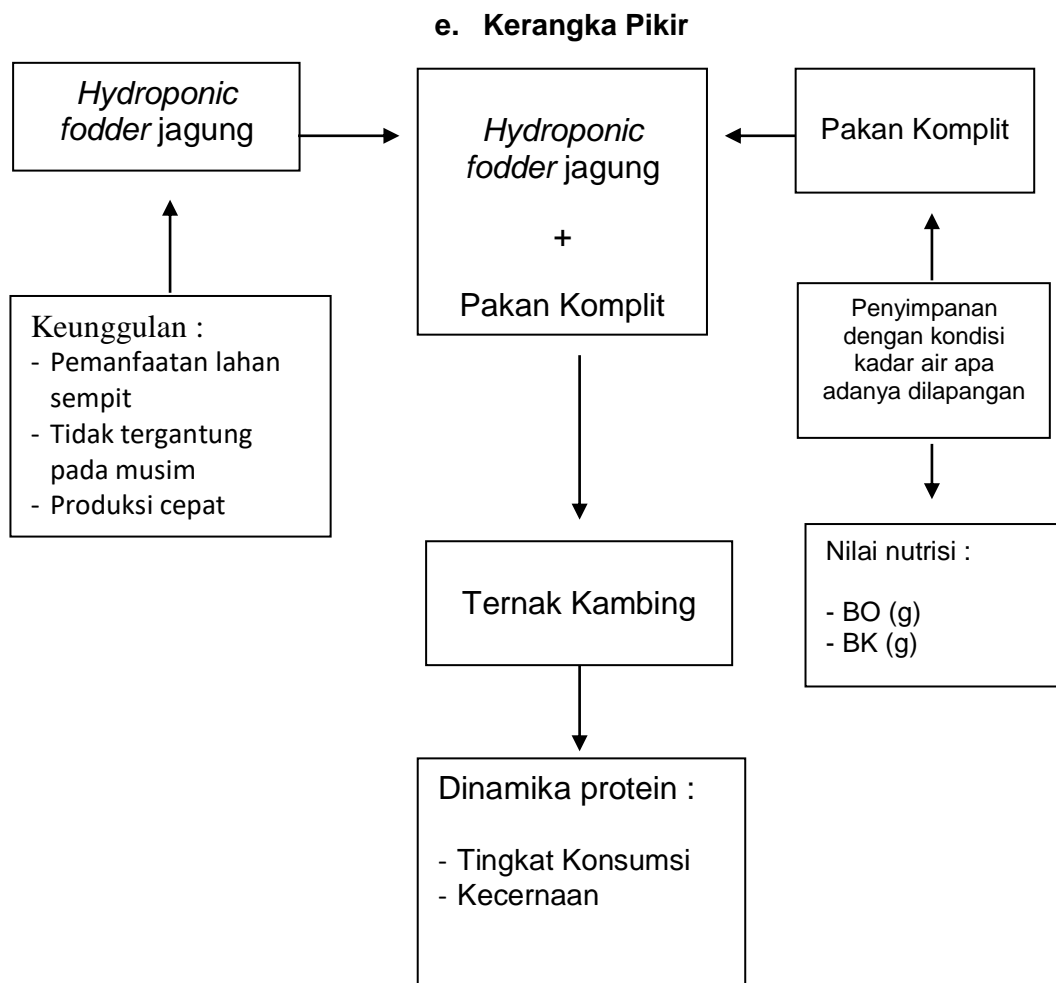 e. Kerangka Pikir
Hydroponic
fodder jagung
Hydroponic
fodder jagung
+
Pakan Komplit
Pakan Komplit
Keunggulan :
- Pemanfaatan lahan
sempit
- Tidak tergantung
pada musim
- Produksi cepat
Penyimpanan
dengan kondisi
kadar air apa
adanya dilapangan
Nilai nutrisi :
- BO (g)
- BK (g)
Ternak Kambing
Dinamika protein :
- Tingkat Konsumsi
- Kecernaan